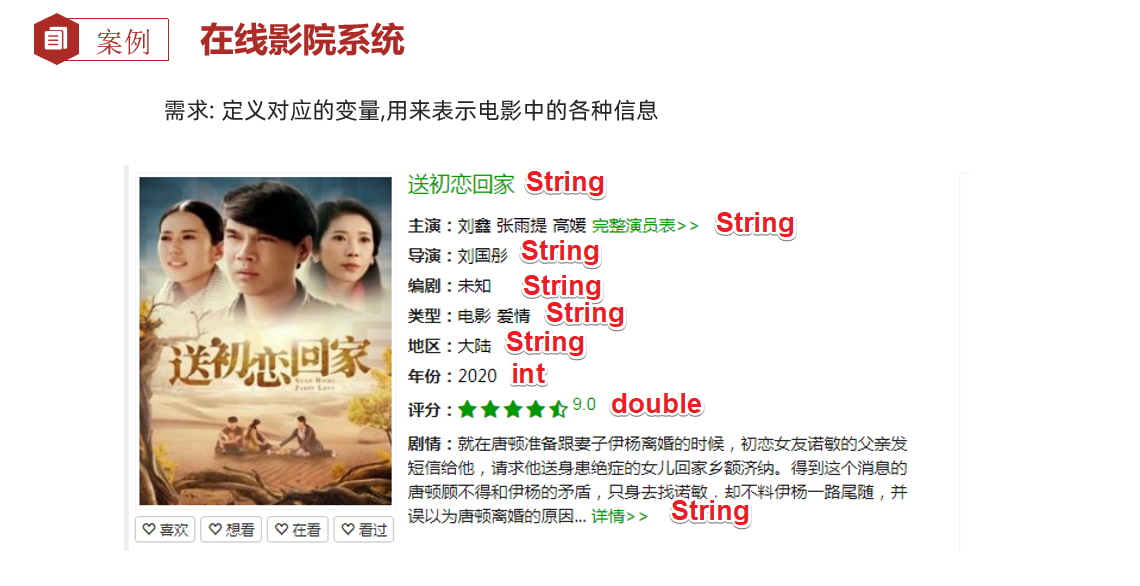 案例
在线影院系统
需求: 定义对应的变量,用来表示电影中的各种信息
送初恋回家 String
主演：刘鑫 张雨提 高媛 完整演员表>> String
导演：刘国彤 String
编剧：未知 String
类型：电影 爱情 String
地区：大陆 String
年份：2020 int
评分： 9.0 double
剧情：就在唐顿准备跟妻子伊杨离婚的时候，初恋女友诺敏的父亲发
短信给他，请求他送身患绝症的女儿回家乡额济纳。得到这个消息的
唐顿顾不得和伊杨的矛盾，只身去找诺敏．却不料伊杨一路尾随，并
误以为唐顿离婚的原因... 详情>> String
送初恋回家
SEND HOME
FIRST LOVE
喜欢 想看 在看 看过